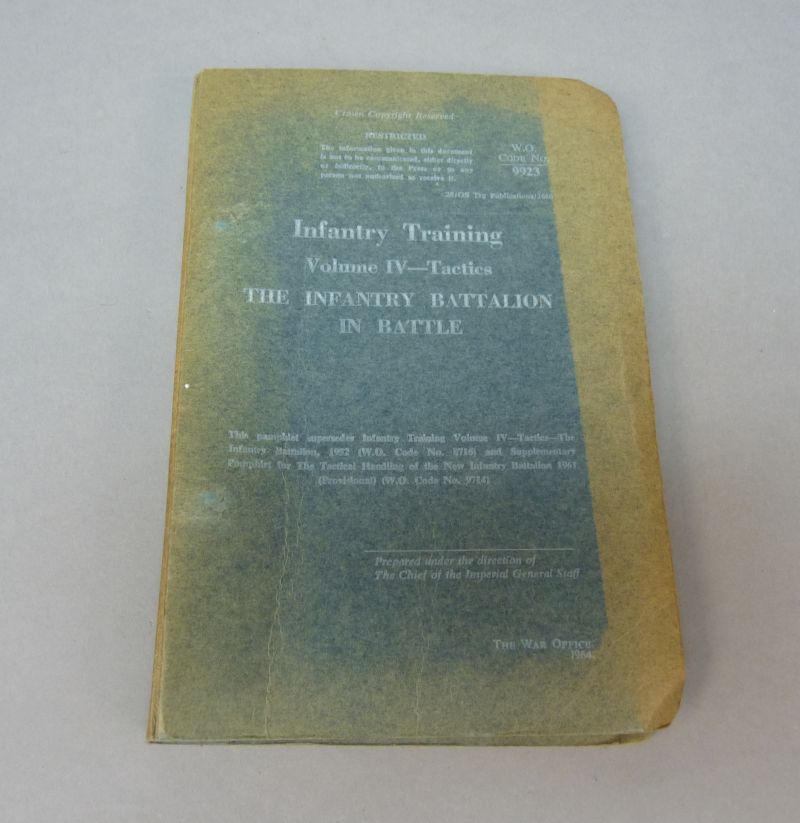 Crown Copyright Reserved
RESTRICTED
The information given in this document
is not to be communicated, either directly
or indirectly, to the Press or to any
person not authorized to receive it.
W.O.
Code No.
9923
Infantry Training
Volume IV—Tactics
THE INFANTRY BATTALION
IN BATTLE
This pamphlet supersedes Infantry Training Volume IV—Tactics—The
Infantry Battalion, 1952 (W.O. Code No. 8716) and Supplementary
Pamphlet for The Tactical Handling of the New Infantry Battalion 1961
(Provisional) (W.O. Code No. 9714)
Prepared under the direction of
The Chief of the Imperial General Staff
THE WAR OFFICE.
1964.